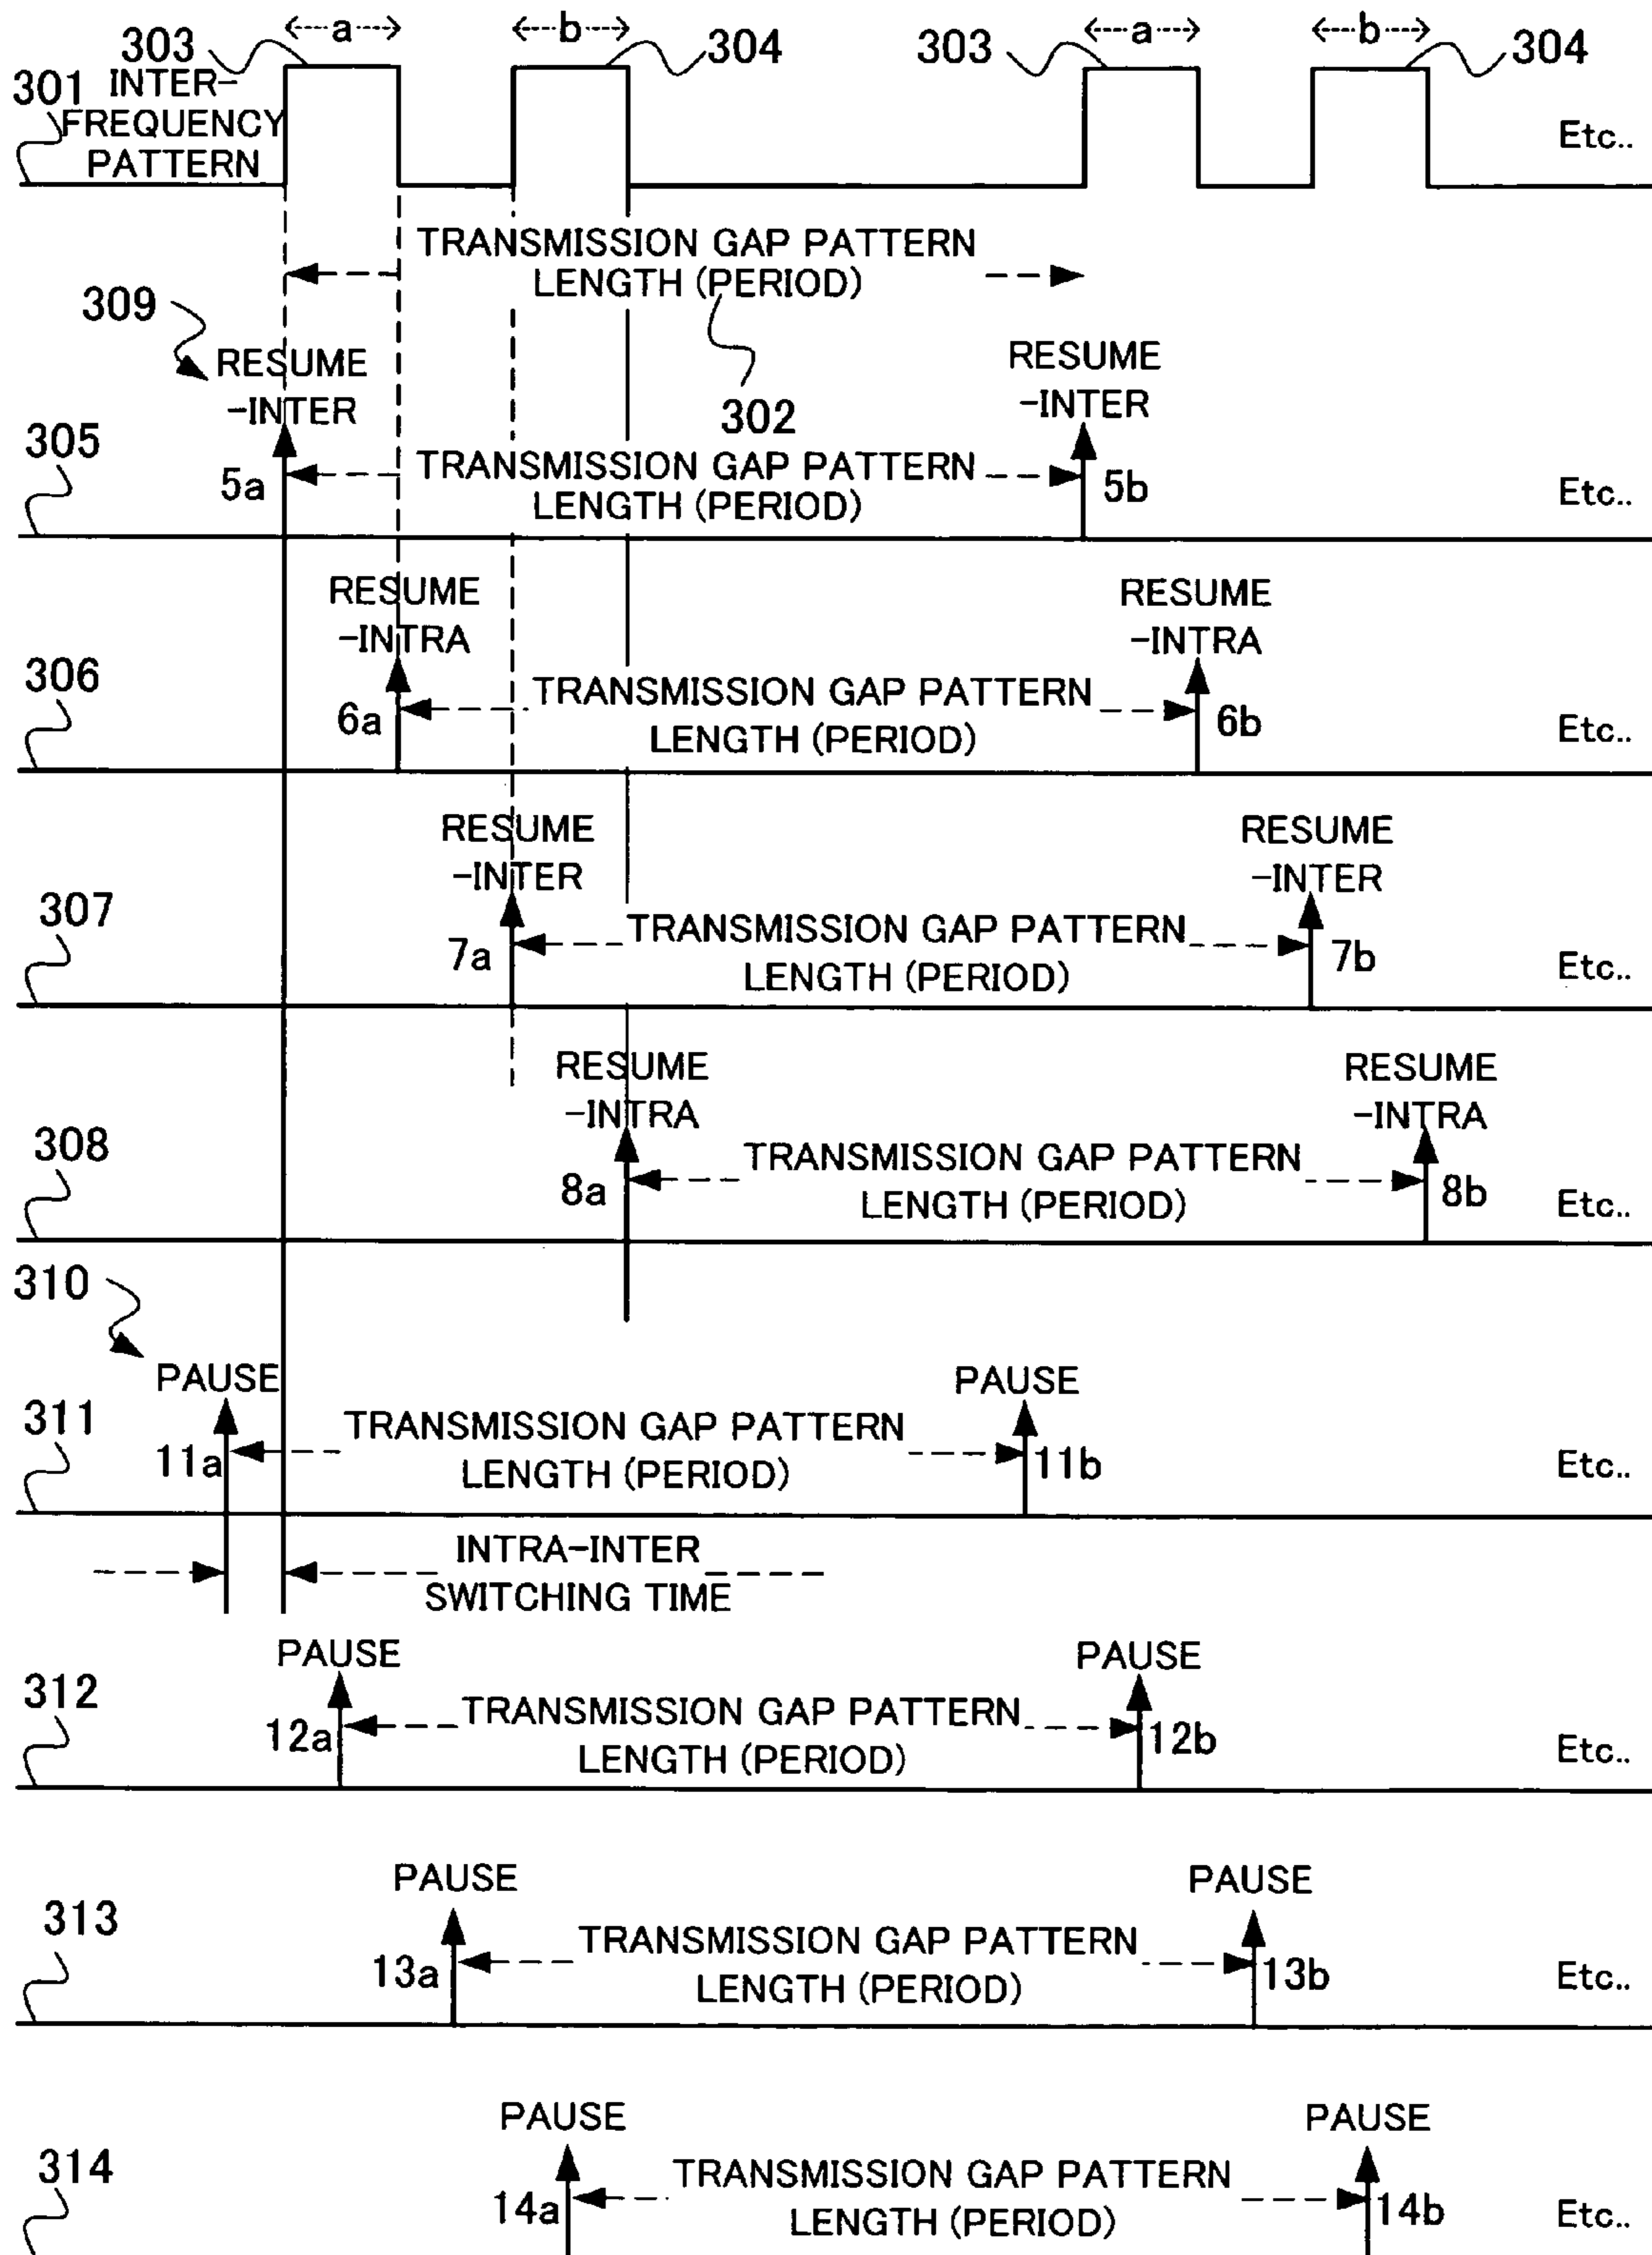 a b a b
303 304 303 304
301 INTER-
FREQUENCY
PATTERN
Etc..
TRANSMISSION GAP PATTERN
LENGTH (PERIOD)
302
309
RESUME
-INTER
RESUME
-INTER
305
5a
TRANSMISSION GAP PATTERN
LENGTH (PERIOD)
5b
Etc..
RESUME
-INTRA
RESUME
-INTRA
306
6a
TRANSMISSION GAP PATTERN
LENGTH (PERIOD)
6b
Etc..
RESUME
-INTER
RESUME
-INTER
307
7a
TRANSMISSION GAP PATTERN
LENGTH (PERIOD)
7b
Etc..
RESUME
-INTRA
RESUME
-INTRA
308
8a
TRANSMISSION GAP PATTERN
LENGTH (PERIOD)
8b
Etc..
310
PAUSE
PAUSE
311
11a
TRANSMISSION GAP PATTERN
LENGTH (PERIOD)
11b
Etc..
INTRA-INTER
SWITCHING TIME
PAUSE
PAUSE
312
12a
TRANSMISSION GAP PATTERN
LENGTH (PERIOD)
12b
Etc..
PAUSE
PAUSE
313
13a
TRANSMISSION GAP PATTERN
LENGTH (PERIOD)
13b
Etc..
PAUSE
PAUSE
314
14a
TRANSMISSION GAP PATTERN
LENGTH (PERIOD)
14b
Etc..